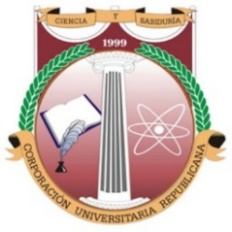 CIENCIA Y SABIDURÍA
1999
CORPORACIÓN UNIVERSITARIA REPUBLICANA